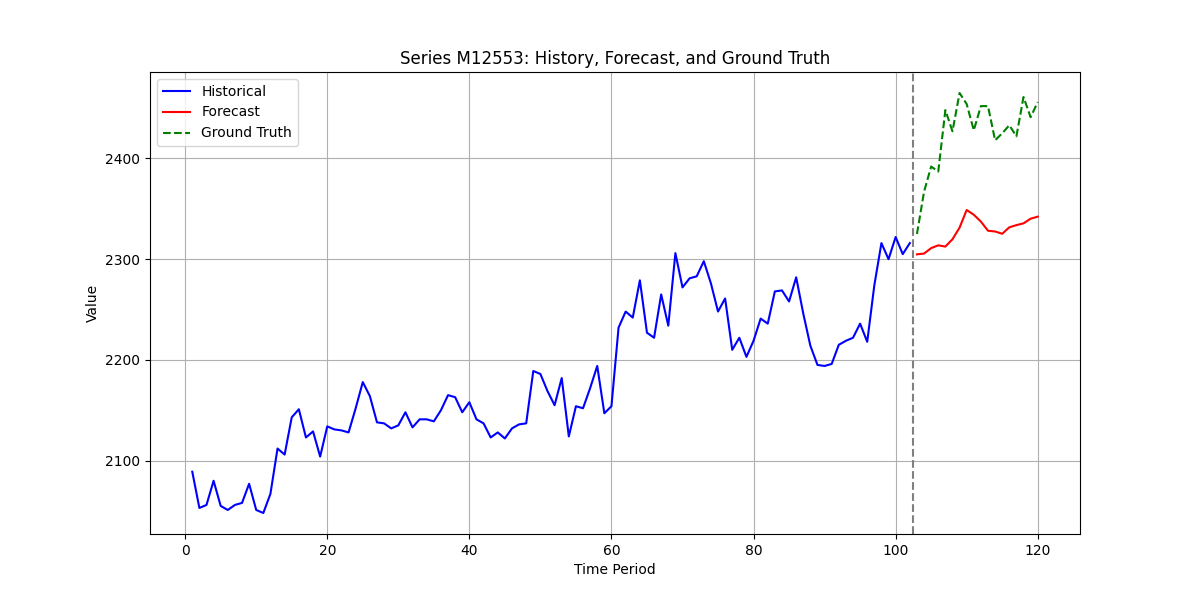 Series M12553: History, Forecast, and Ground Truth
Historical
Forecast
Ground Truth
2400
2300
2200
2100
Value
0 20 40 60 80 100 120
Time Period